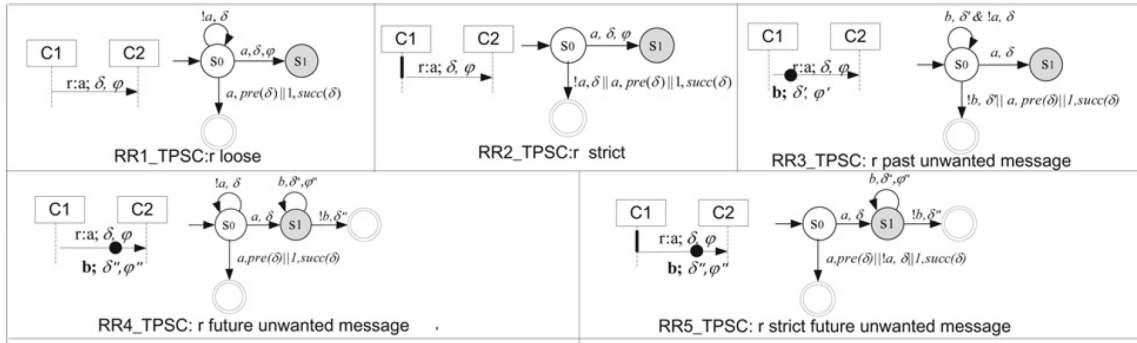 !a, δ
C1 C2
S0 a, δ, φ S1
r:a; δ, φ
a, pre(δ)||1, succ(δ)
RR1_TPSC:r loose
C1 C2
S0 a, δ, φ S1
r:a; δ, φ
!a, δ || a, pre(δ)||1, succ(δ)
RR2_TPSC:r strict
b, δ' & !a, δ
C1 C2
S0 a, δ S1
r:a; δ, φ
b; δ', φ'
!b, δ'|| a, pre(δ)||1,succ(δ)
RR3_TPSC: r past unwanted message
!a, δ b,δ",φ"
C1 C2
S0 a, δ S1 !b,δ"
r:a; δ, φ
b; δ",φ"
a,pre(δ)||1,succ(δ)
RR4_TPSC: r future unwanted message
b,δ",φ"
C1 C2
S0 a, δ S1 !b,δ"
r:a; δ, φ
b; δ",φ"
a,pre(δ)||!a, δ||1,succ(δ)
RR5_TPSC: r strict future unwanted message